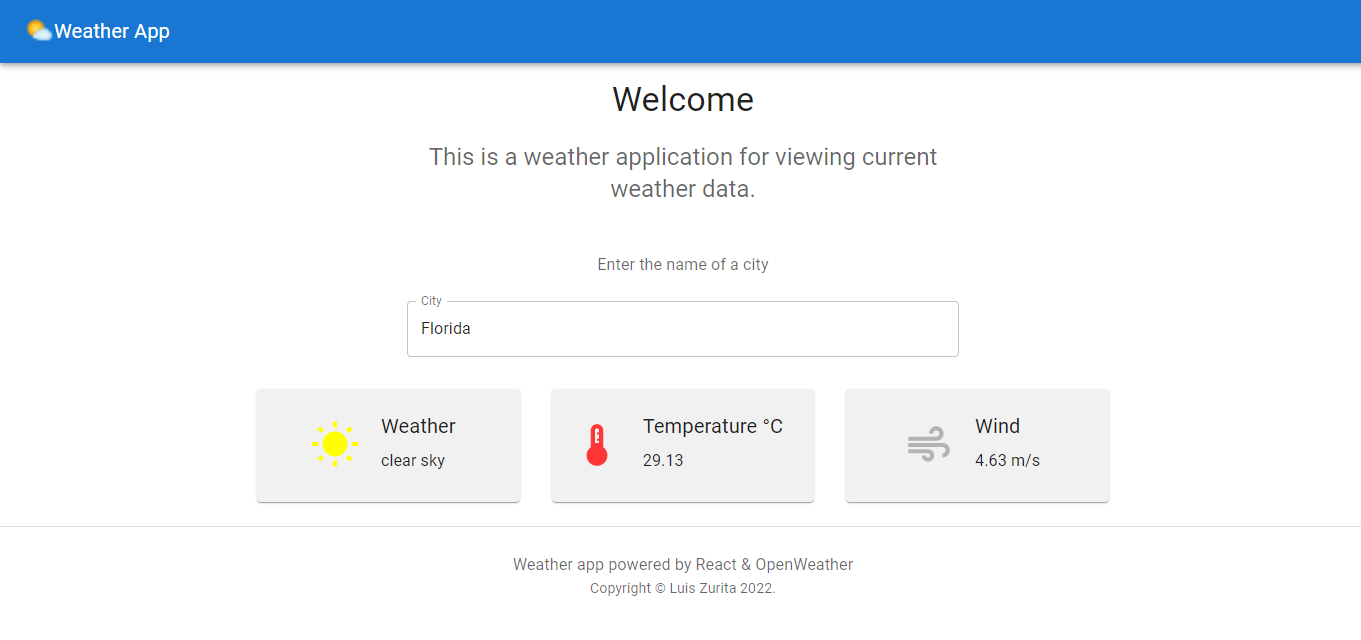 Weather App
Welcome
This is a weather application for viewing current
weather data.
Enter the name of a city
City
Florida
Weather
clear sky
Temperature °C
29.13
Wind
4.63 m/s
Weather app powered by React & OpenWeather
Copyright © Luis Zurita 2022.